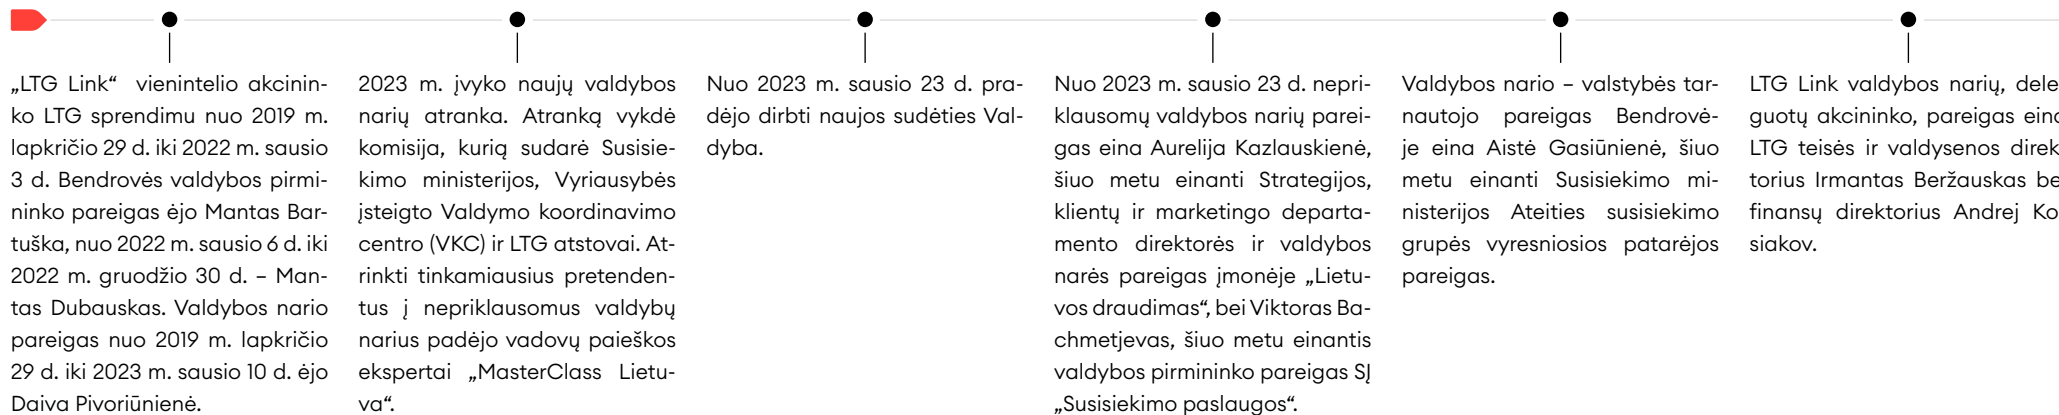 „LTG Link“ vienintelio akcinin-
ko LTG sprendimu nuo 2019 m.
lapkričio 29 d. iki 2022 m. sausio
3 d. Bendrovės valdybos pirmi-
ninko pareigas ėjo Mantas Bar-
tuška, nuo 2022 m. sausio 6 d. iki
2022 m. gruodžio 30 d. – Man-
tas Dubauskas. Valdybos nario
pareigas nuo 2019 m. lapkričio
29 d. iki 2023 m. sausio 10 d. ėjo
Daiva Pivoriūnienė.
2023 m. įvyko naujų valdybos
narių atranka. Atranką vykdė
komisija, kurią sudarė Susisie-
kimo ministerijos, Vyriausybės
įsteigto Valdymo koordinavimo
centro (VKC) ir LTG atstovai. At-
rinkti tinkamiausius pretenden-
tus į nepriklausomus valdybų
narius padėjo vadovų paieškos
ekspertai „MasterClass Lietu-
va“.
Nuo 2023 m. sausio 23 d. pra-
dėjo dirbti naujos sudėties Val-
dyba.
Nuo 2023 m. sausio 23 d. nepri-
klausomų valdybos narių parei-
gas eina Aurelija Kazlauskienė,
šiuo metu einanti Strategijos,
klientų ir marketingo departa-
mento direktorės ir valdybos
narės pareigas įmonėje „Lietu-
vos draudimas“, bei Viktoras Ba-
chmetjevas, šiuo metu einantis
valdybos pirmininko pareigas SĮ
„Susisiekimo paslaugos“.
Valdybos nario – valstybės tar-
nautojo pareigas Bendrovė-
je eina Aistė Gasiūnienė, šiuo
metu einanti Susisiekimo mi-
nisterijos Ateities susisiekimo
grupės vyresniosios patarėjos
pareigas.
LTG Link valdybos narių, dele
guotų akcininko, pareigas eina
LTG teisės ir valdysenos direk
torius Irmantas Beržauskas be
finansų direktorius Andrej Ko
siakov.